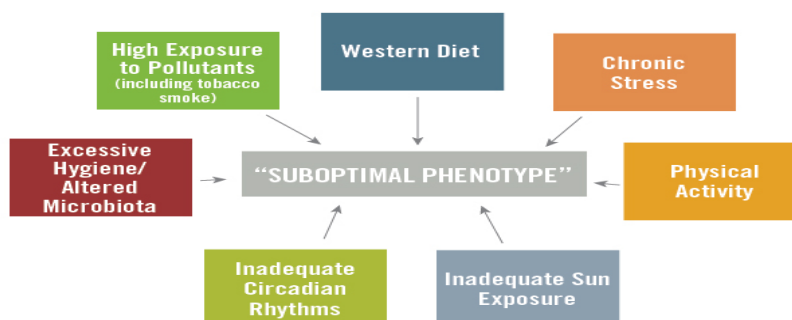 High Exposure
to Pollutants
(including tobacco
smoke)
Western Diet
Chronic
Stress
Excessive
Hygiene/
Altered
Microbiota
“SUBOPTIMAL PHENOTYPE”
Physical
Activity
Inadequate
Circadian
Rhythms
Inadequate Sun
Exposure